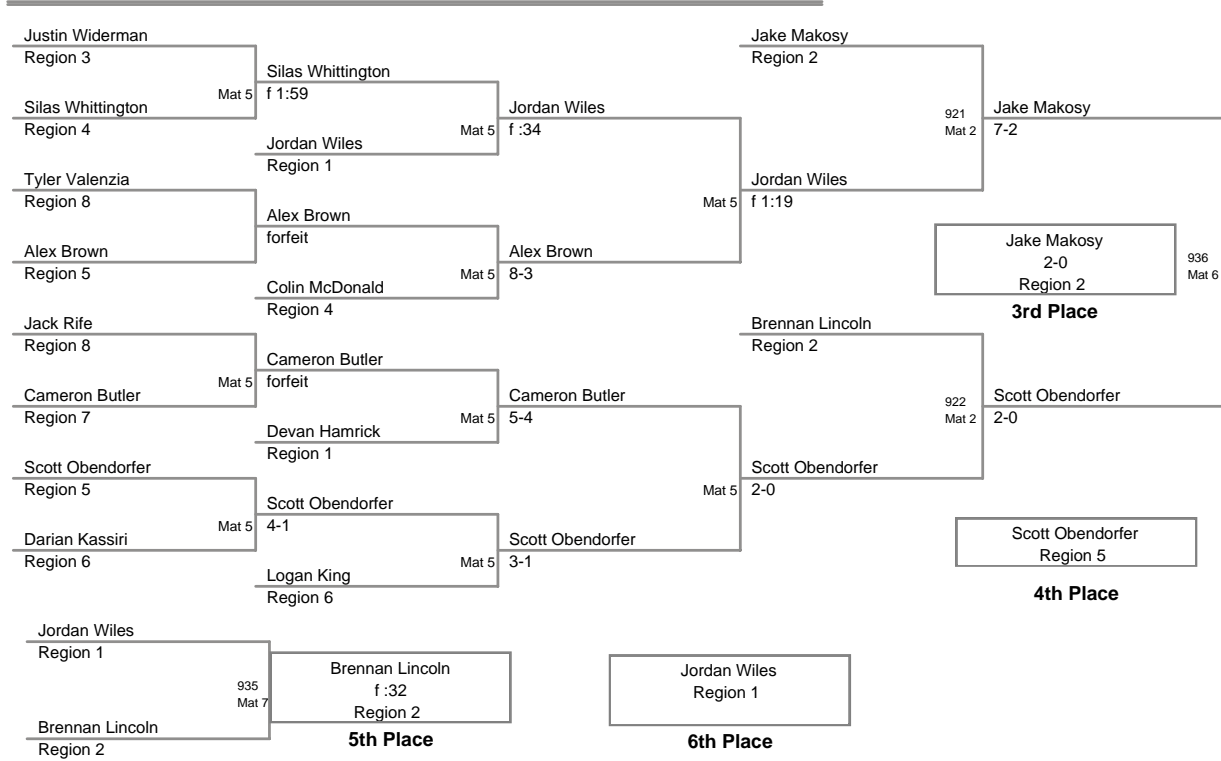 Justin Widerman
Region 3
Mat 5
Silas Whittington
Region 4
Silas Whittington
f 1:59
Jordan Wiles
Region 1
Mat 5
Jordan Wiles
f :34
Tyler Valenzia
Region 8
Alex Brown
Region 5
Alex Brown
forfeit
Colin McDonald
Region 4
Mat 5
Alex Brown
8-3
Mat 5
Jordan Wiles
f 1:19
Jake Makosy
Region 2
921
Mat 2
Jake Makosy
7-2
Jake Makosy
2-0
Region 2
936
Mat 6
3rd Place
Jack Rife
Region 8
Mat 5
Cameron Butler
Region 7
Cameron Butler
forfeit
Devan Hamrick
Region 1
Mat 5
Cameron Butler
5-4
Scott Obendorfer
Region 5
Mat 5
Darian Kassiri
Region 6
Scott Obendorfer
4-1
Logan King
Region 6
Mat 5
Scott Obendorfer
3-1
Mat 5
Scott Obendorfer
2-0
Brennan Lincoln
Region 2
922
Mat 2
Scott Obendorfer
2-0
Scott Obendorfer
Region 5
4th Place
Jordan Wiles
Region 1
935
Mat 7
Brennan Lincoln
Region 2
Brennan Lincoln
f :32
Region 2
5th Place
Jordan Wiles
Region 1
6th Place